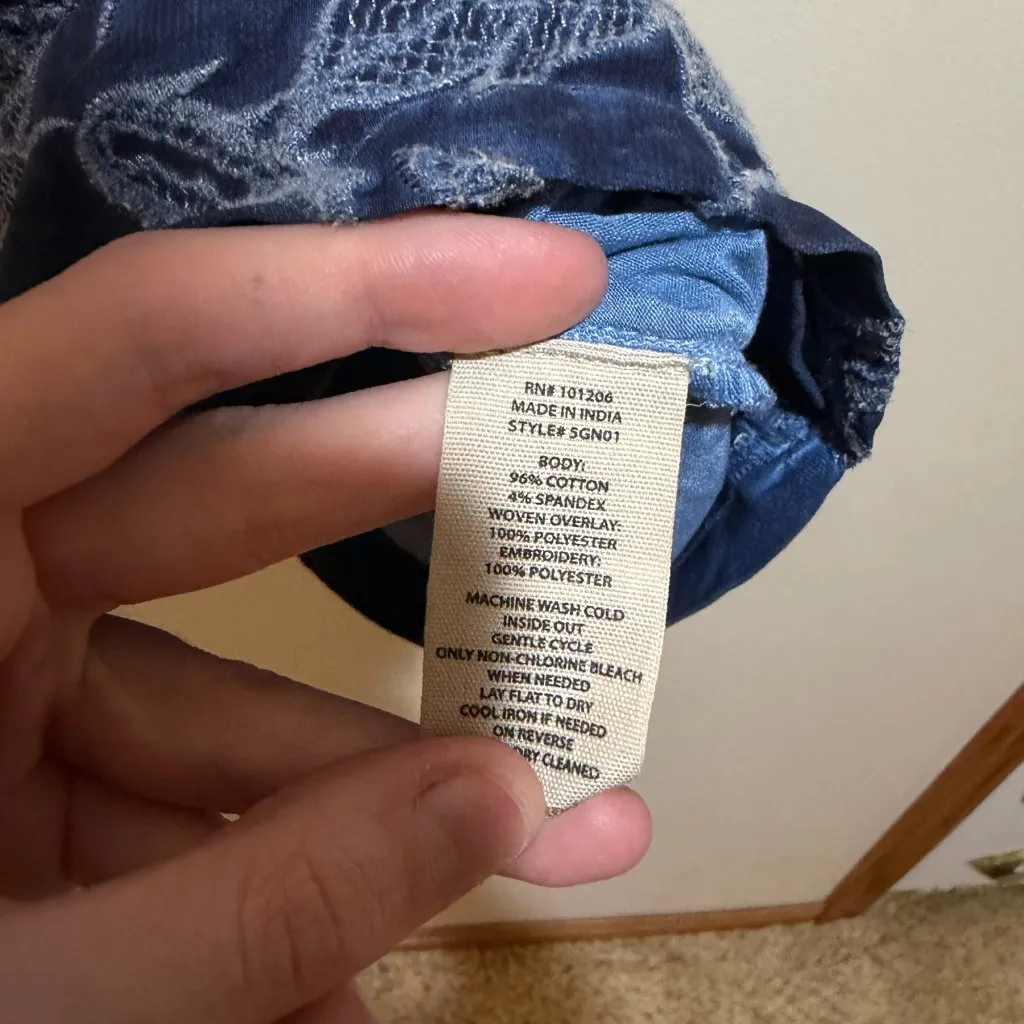 RN# 101206
MADE IN INDIA
STYLE# 5GN01
BODY:
96% COTTON
4% SPANDEX
WOVEN OVERLAY:
100% POLYESTER
EMBROIDERY:
100% POLYESTER
MACHINE WASH COLD
INSIDE OUT
GENTLE CYCLE
ONLY NON-CHLORINE BLEACH
WHEN NEEDED
LAY FLAT TO DRY
COOL IRON IF NEEDED
ON REVERSE
DRY CLEANED